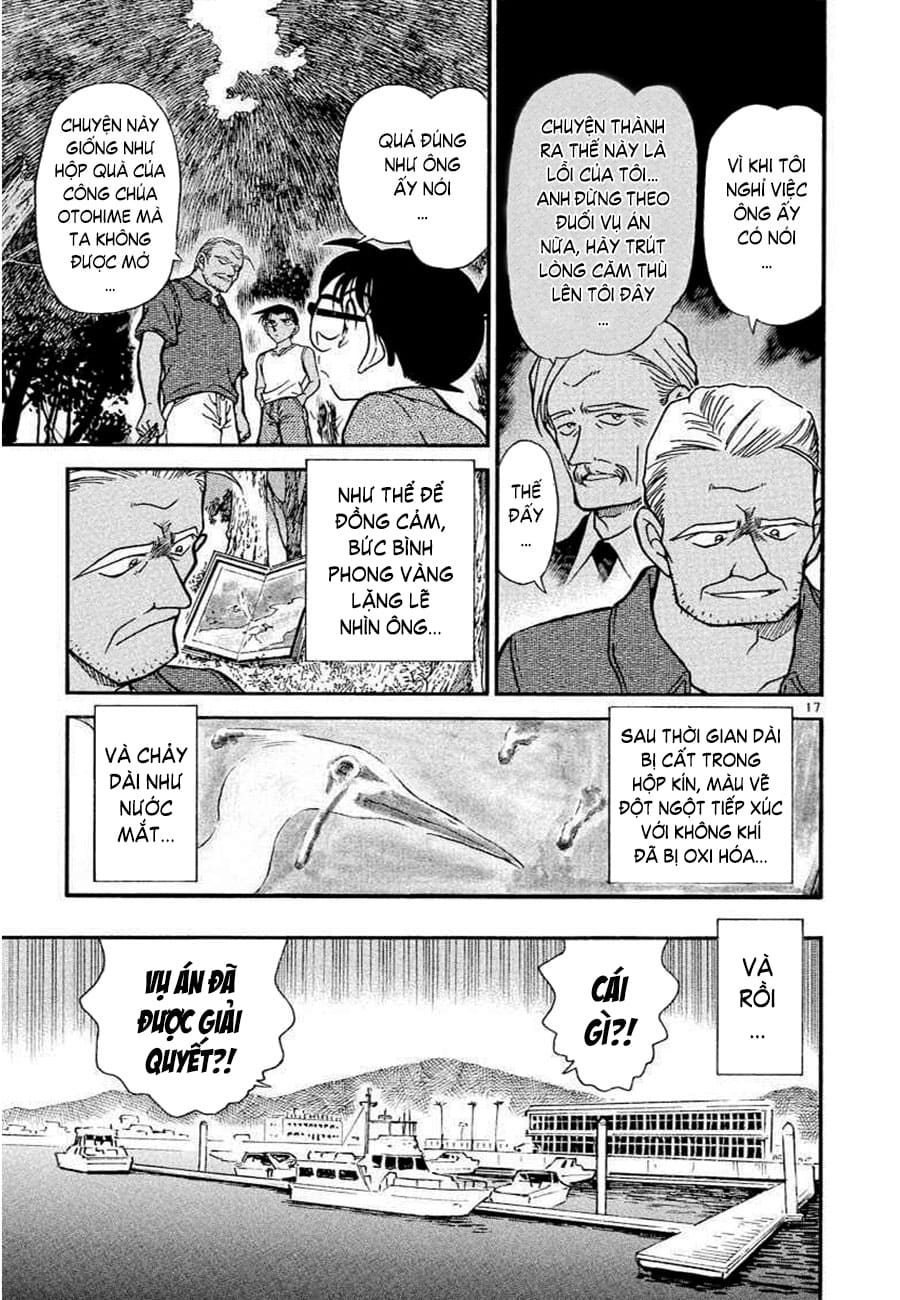 VÌ KHI TÔI
NGHỈ VIỆC
ÔNG ẤY
CÓ NÓI
...
CHUYỆN THÀNH
RA THẾ NÀY LÀ
LỒI CỦA TÔI...
ANH ĐỪNG THEO
ĐUỔI VỤ ÁN
NỮA, HÃY TRÚT
LÒNG CĂM THÙ
LÊN TÔI ĐÂY
...
THẾ
ĐẤY
...
QUẢ ĐÚNG
NHƯ ÔNG
ẤY NÓI
...
CHUYỆN NÀY
GIỐNG NHƯ
HỘP QUÀ CỦA
CÔNG CHÚA
OTOHIME MÀ
TA KHÔNG
ĐƯỢC MỞ
...
NHƯ THỂ ĐỂ
ĐỒNG CẢM,
BỨC BÌNH
PHONG VÀNG
LẶNG LẼ
NHÌN ÔNG...
17
SAU THỜI GIAN DÀI
BỊ CẤT TRONG
HỘP KÍN, MÀU VẼ
ĐỘT NGỘT TIẾP XÚC
VỚI KHÔNG KHÍ
ĐÃ BỊ OXI HÓA...
VÀ CHẢY
DÀI NHƯ
NƯỚC
MẮT...
VÀ
RỒI
...
CÁI
GÌ?!
VỤ ÁN ĐÃ
ĐƯỢC GIẢI
QUYẾT?!